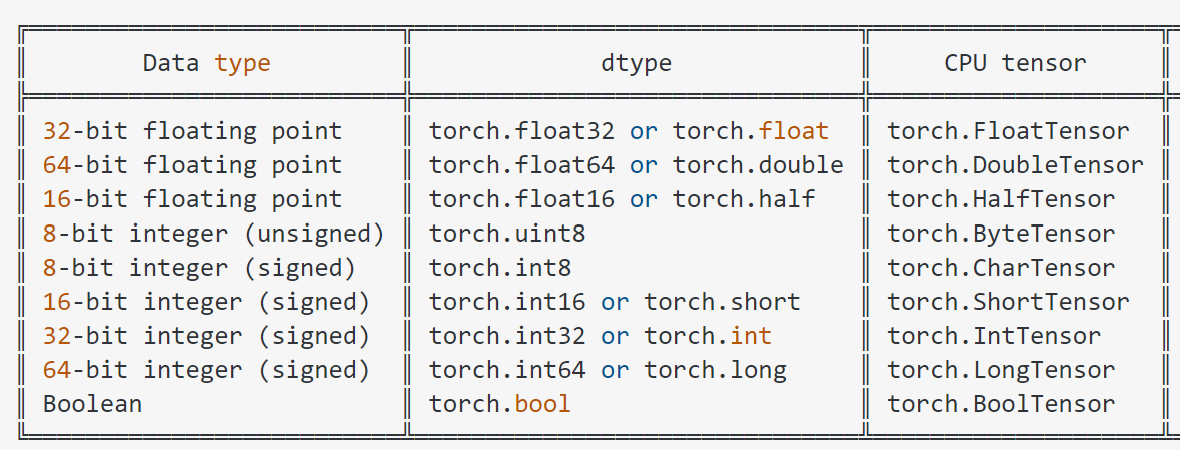 Data type dtype CPU tensor
32-bit floating point torch.float32 or torch.float torch.FloatTensor
64-bit floating point torch.float64 or torch.double torch.DoubleTensor
16-bit floating point torch.float16 or torch.half torch.HalfTensor
8-bit integer (unsigned) torch.uint8 torch.ByteTensor
8-bit integer (signed) torch.int8 torch.CharTensor
16-bit integer (signed) torch.int16 or torch.short torch.ShortTensor
32-bit integer (signed) torch.int32 or torch.int torch.IntTensor
64-bit integer (signed) torch.int64 or torch.long torch.LongTensor
Boolean torch.bool torch.BoolTensor